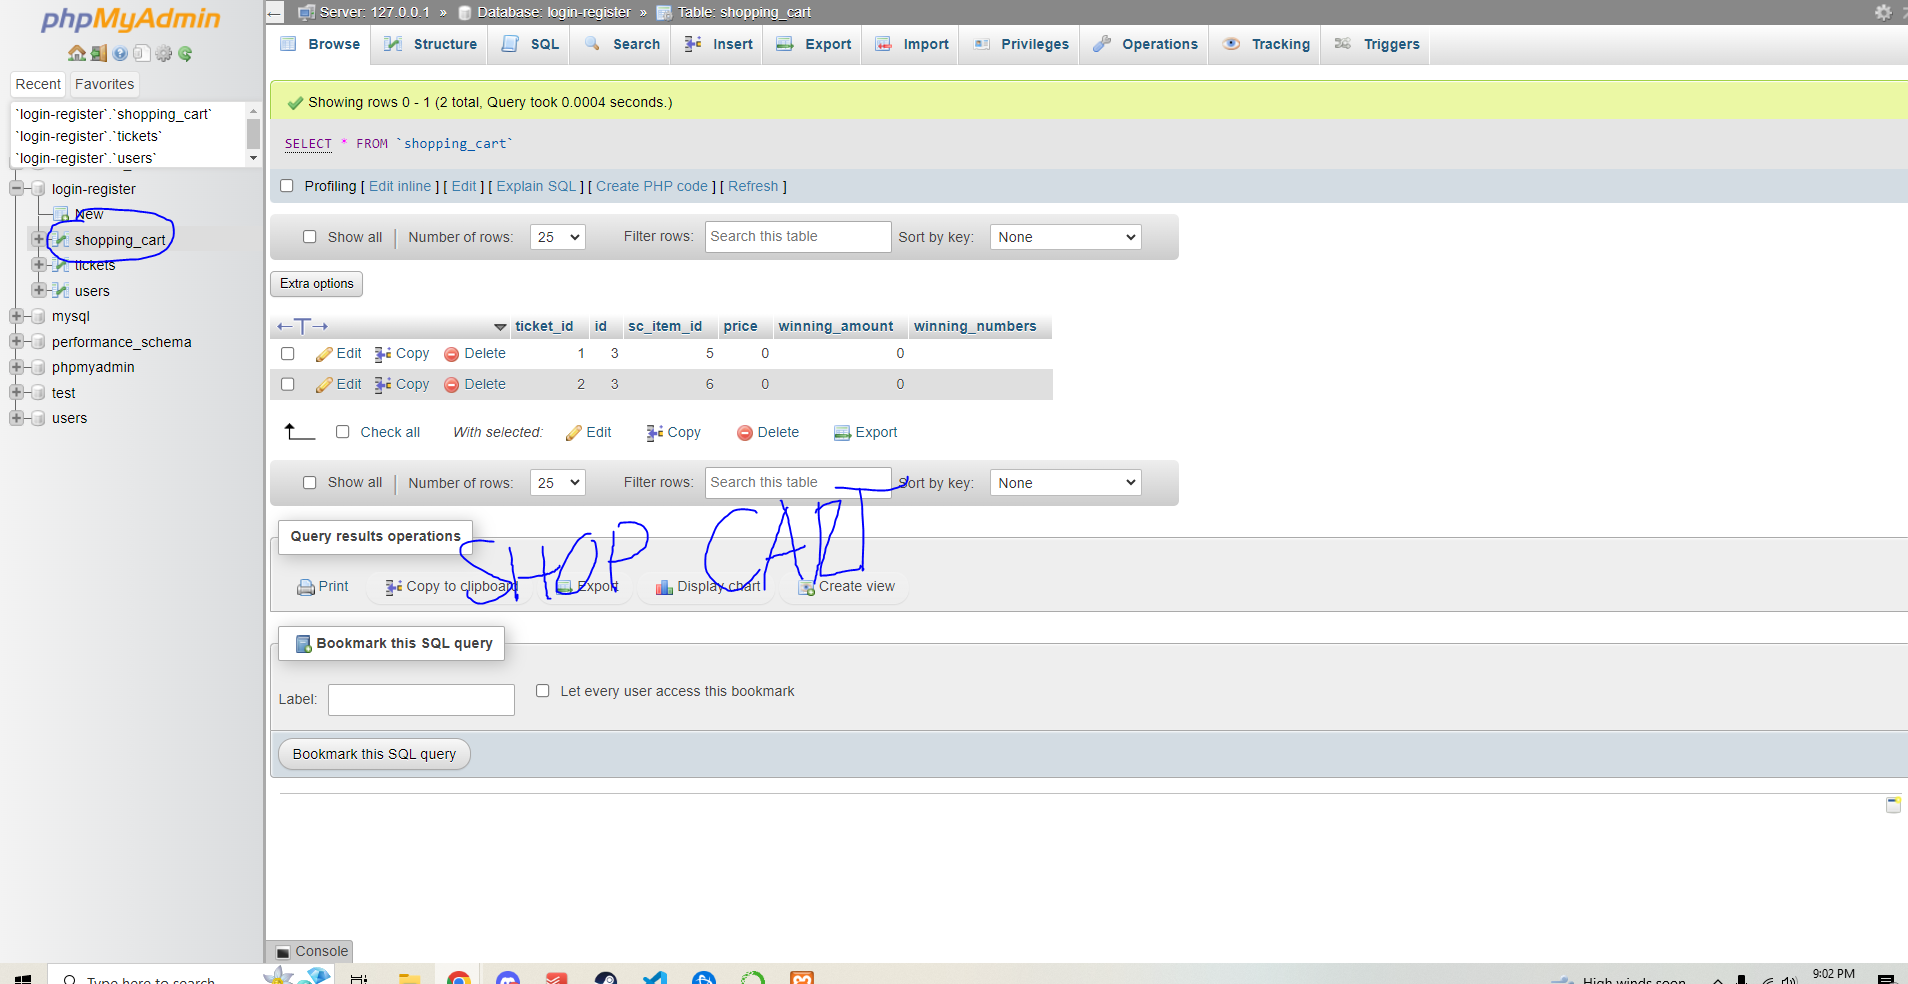 phpMyAdmin
Recent Favorites
`login-register`.`shopping_cart`
`login-register`.`tickets`
`login-register`.`users`
login-register
New
shopping_cart
tickets
users
mysql
performance_schema
phpmyadmin
test
users
Server: 127.0.0.1 » Database: login-register » Table: shopping_cart
Browse Structure SQL Search Insert Export Import Privileges Operations Tracking Triggers
Showing rows 0 - 1 (2 total, Query took 0.0004 seconds.)
SELECT * FROM `shopping_cart`
Profiling [ Edit inline ] [ Edit ] [ Explain SQL ] [ Create PHP code ] [ Refresh ]
Show all | Number of rows: 25 Filter rows: Search this table Sort by key: None
Extra options
←T→ ticket_id id sc_item_id price winning_amount winning_numbers
Edit Copy Delete 1 3 5 0 0
Edit Copy Delete 2 3 6 0 0
Check all With selected: Edit Copy Delete Export
Show all | Number of rows: 25 Filter rows: Search this table Sort by key: None
SHOP CART
Query results operations
Print Copy to clipboard Export Display chart Create view
Bookmark this SQL query
Label: Let every user access this bookmark
Bookmark this SQL query
Console
Type here to search High winds soon 9:02 PM